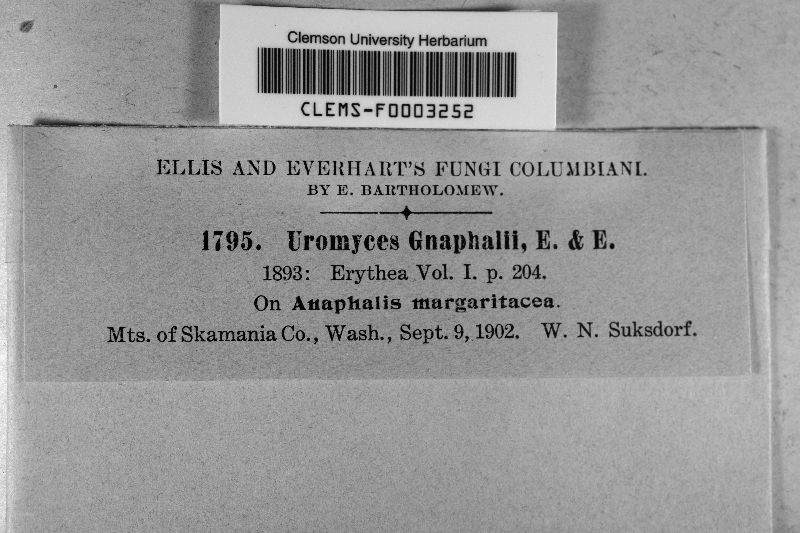 Clemson University Herbarium
CLEMS-F0003252
ELLIS AND EVERHART'S FUNGI COLUMBIANI.
BY E. BARTHOLOMEW.
1795. Uromyces Gnaphalii, E. & E.
1893: Erythea Vol. I. p. 204.
On Anaphalis margaritacea.
Mts. of Skamania Co., Wash., Sept. 9, 1902. W. N. Suksdorf.